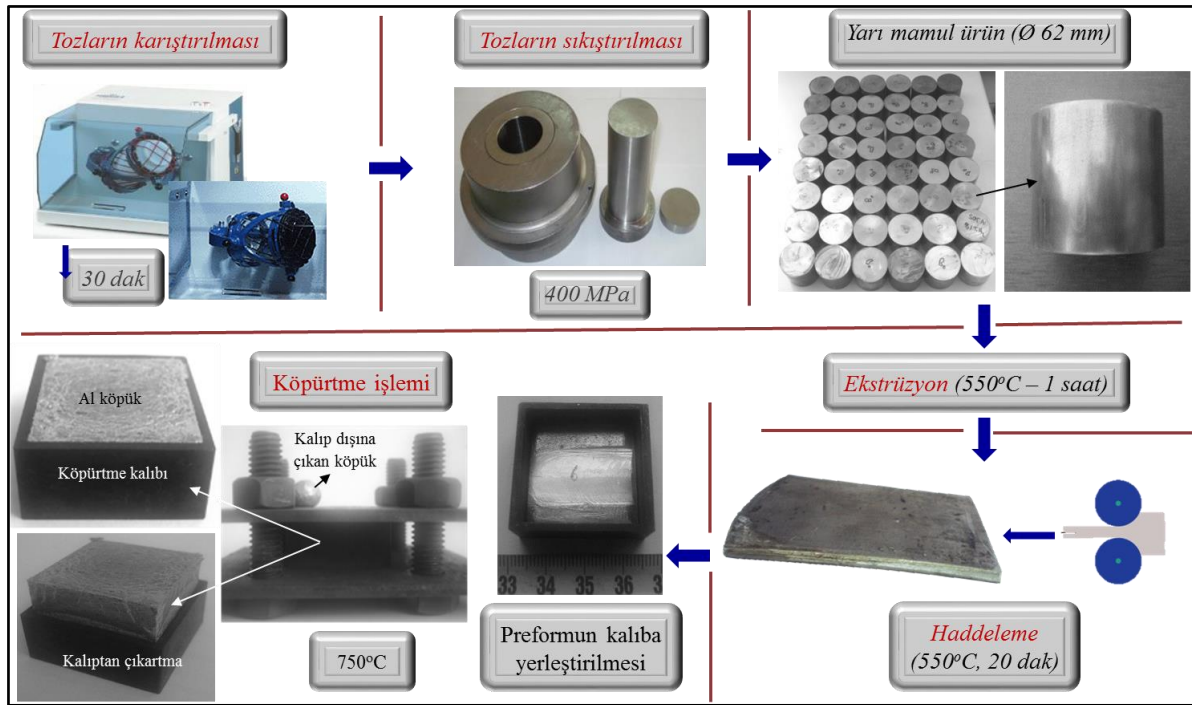 Tozların karıştırılması
30 dak
Tozların sıkıştırılması
400 MPa
Yarı mamul ürün (Ø 62 mm)
Ekstrüzyon (550°C – 1 saat)
Haddeleme
(550°C, 20 dak)
6
33 34 35 36 3
Preformun kalıba
yerleştirilmesi
Köpürtme işlemi
Kalıp dışına
çıkan köpük
750°C
Al köpük
Köpürtme kalıbı
Kalıptan çıkartma